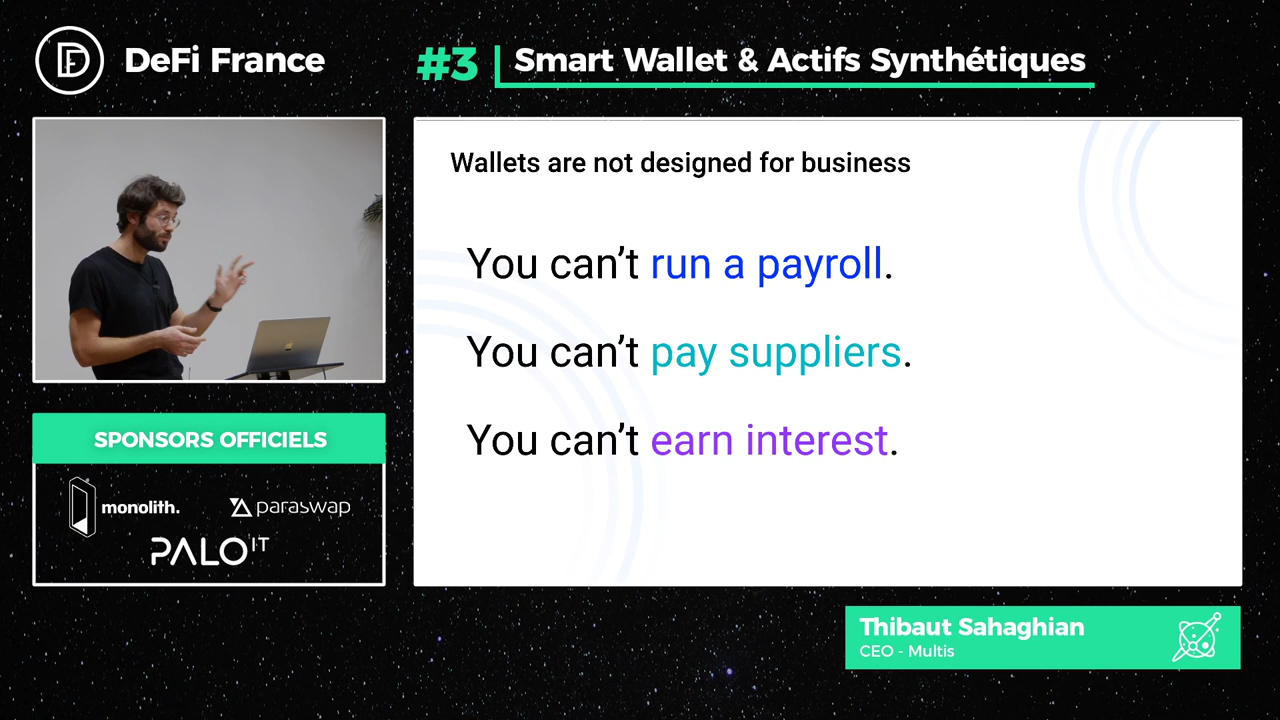 DeFi France
#3
Smart Wallet & Actifs Synthétiques
Wallets are not designed for business
You can’t run a payroll.
You can’t pay suppliers.
You can’t earn interest.
SPONSORS OFFICIELS
monolith.
paraswap
PALO IT
Thibaut Sahaghian
CEO - Multis